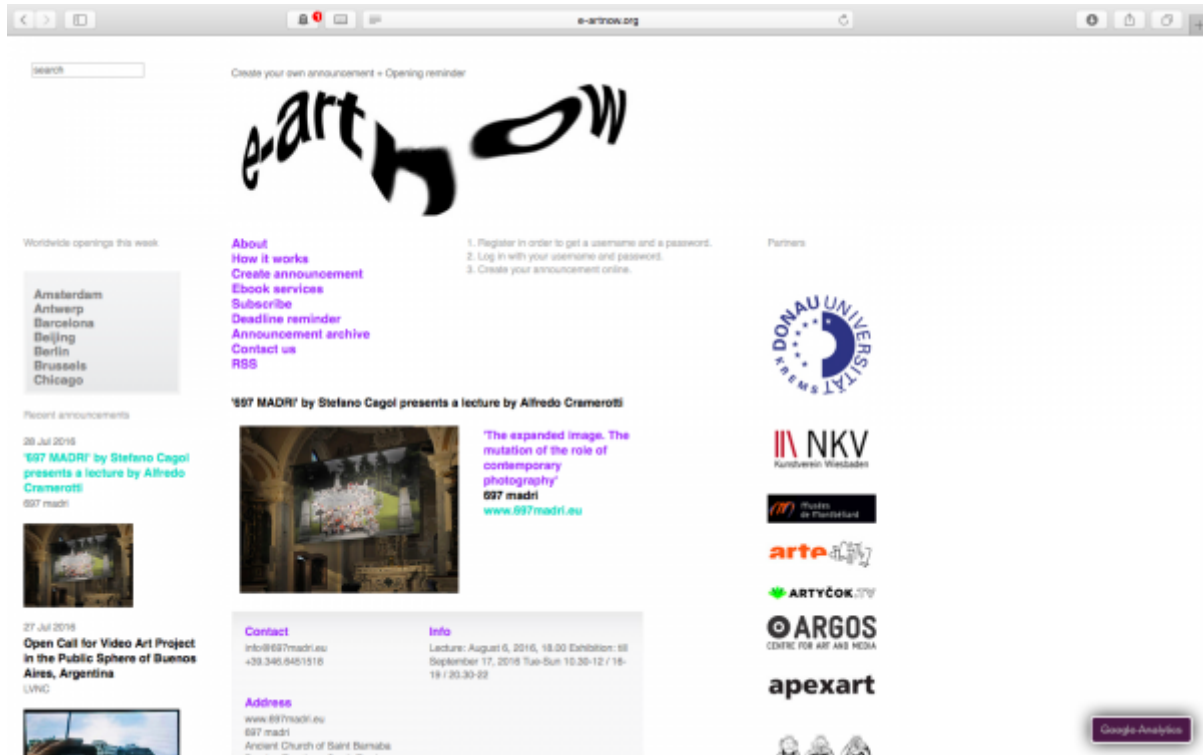 e-artnow.org
search
Create your own announcement + Opening reminder
e-art now
Worldwide openings this week
Amsterdam
Antwerp
Barcelona
Beijing
Berlin
Brussels
Chicago
Recent announcements
28 Jul 2016
'697 MADRI' by Stefano Cagol
presents a lecture by Alfredo
Cramerotti
697 madri
27 Jul 2016
Open Call for Video Art Project
in the Public Sphere of Buenos
Aires, Argentina
LVNC
About
How it works
Create announcement
Ebook services
Subscribe
Deadline reminder
Announcement archive
Contact us
RSS
1. Register in order to get a username and a password.
2. Log in with your username and password.
3. Create your announcement online.
'697 MADRI' by Stefano Cagol presents a lecture by Alfredo Cramerotti
'The expanded image. The
mutation of the role of
contemporary
photography'
697 madri
www.697madri.eu
Contact
info@697madri.eu
+39.346.6451516
Info
Lecture: August 6, 2016, 18.00 Exhibition: till
September 17, 2016 Tue-Sun 10.30-12 / 16-
19 / 20.30-22
Address
www.697madri.eu
697 madri
Ancient Church of Saint Barnaba
Partners
DONAU UNIVERSITÄT
KREMS
NKV
Kunstverein Wiesbaden
Musées
de Montbéliard
arte
ARTYČOK.TV
ARGOS
CENTRE FOR ART AND MEDIA
apexart
Google Analytics